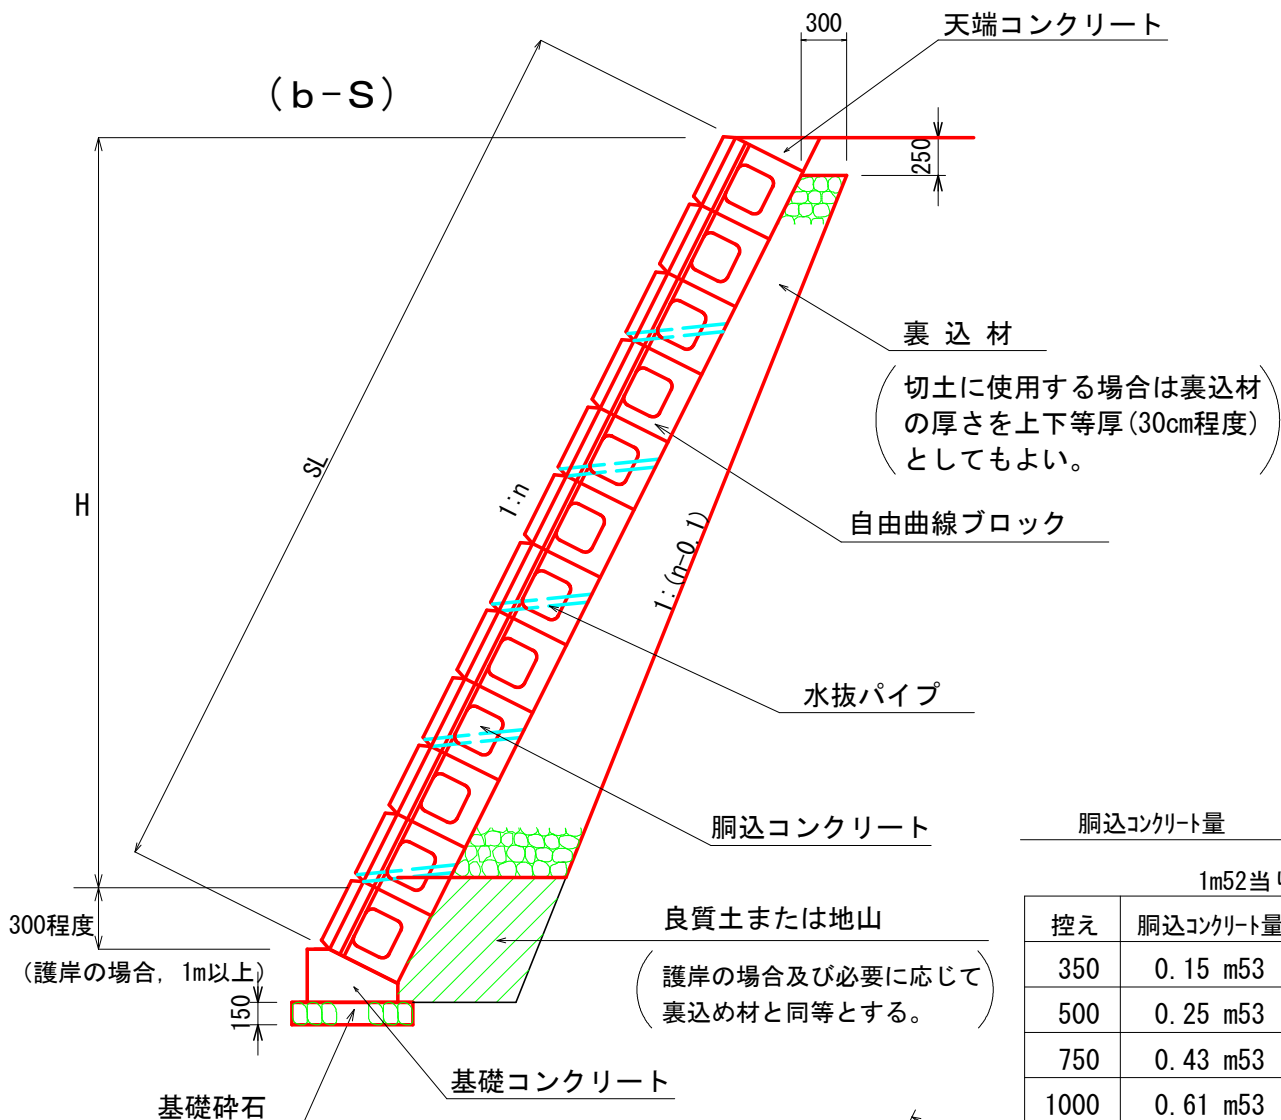 300
天端コンクリート
(b-S)
250
裏 込 材
切土に使用する場合は裏込材
の厚さを上下等厚(30cm程度)
としてもよい。
SL
H
1:n
自由曲線ブロック
1:(n-0.1)
水抜パイプ
胴込コンクリート
胴込コンクリート量
1m52当り
控え 胴込コンクリート量
350 0.15 m53
500 0.25 m53
750 0.43 m53
1000 0.61 m53
300程度
(護岸の場合, 1m以上)
良質土または地山
護岸の場合及び必要に応じて
裏込め材と同等とする。
150
基礎コンクリート
基礎砕石